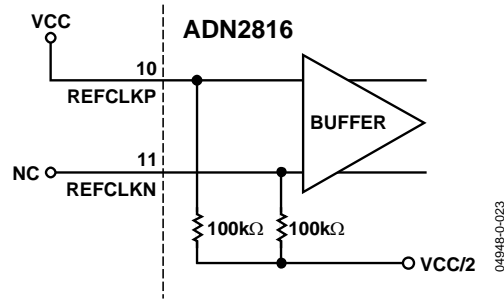 VCC
ADN2816
10
REFCLKP
BUFFER
11
NC
REFCLKN
100kΩ
100kΩ
VCC/2
04948-0-023